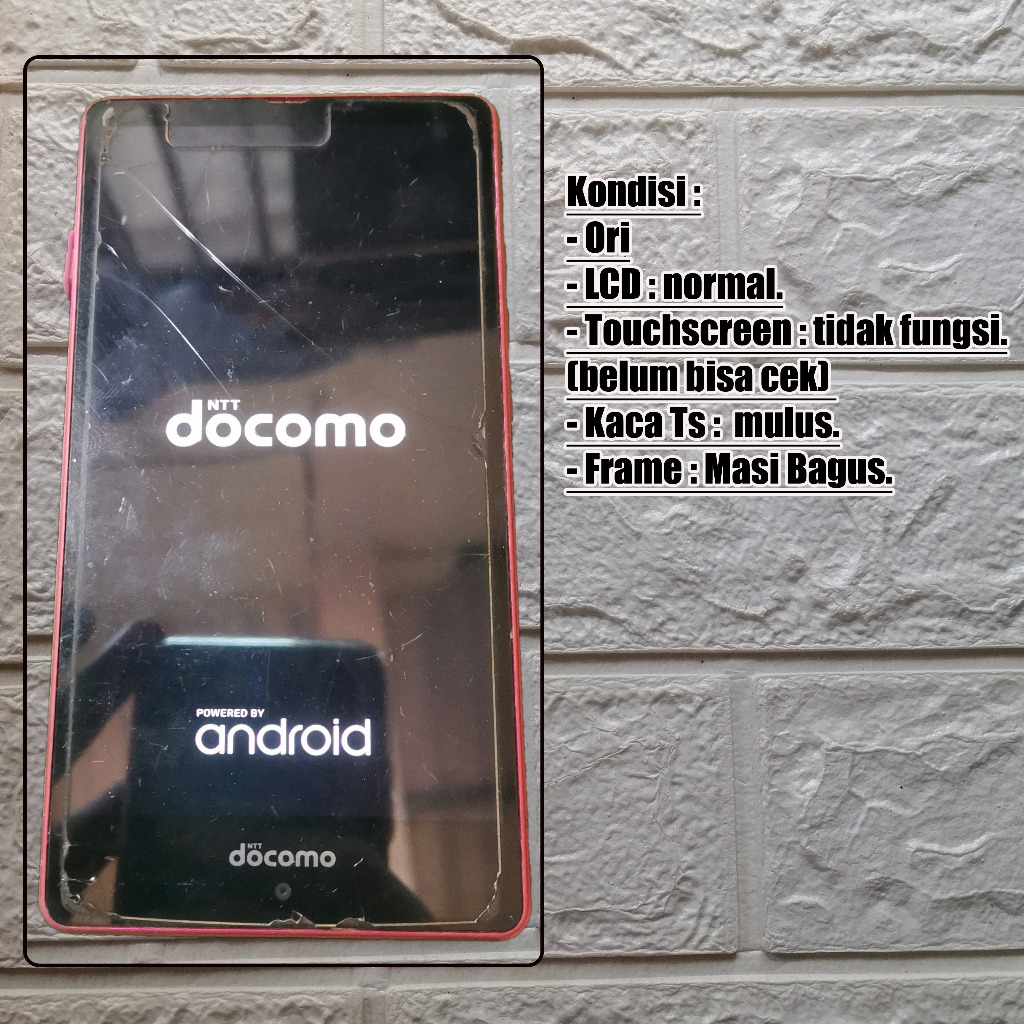 NTT
docomo
POWERED BY
android
NTT
docomo
Kondisi :
- Ori
- LCD : normal.
- Touchscreen : tidak fungsi.
(belum bisa cek)
- Kaca Ts : mulus.
- Frame : Masi Bagus.